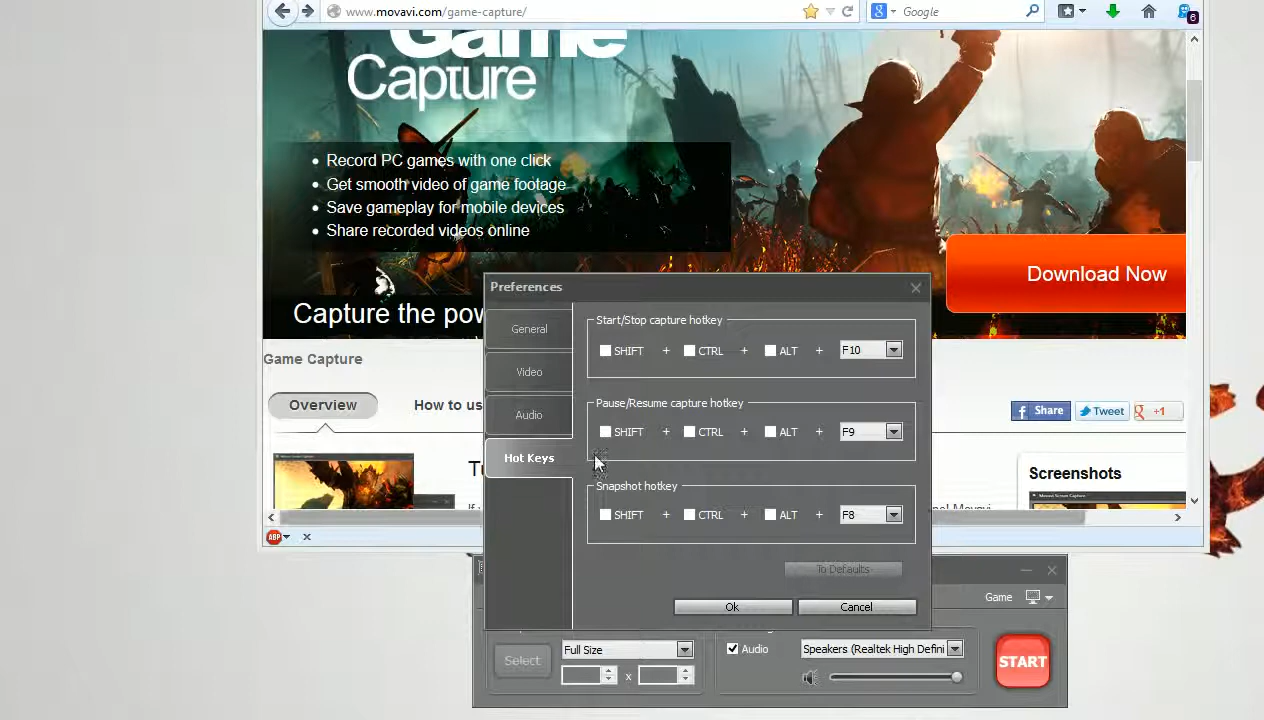 www.movavi.com/game-capture/
Google
6
Game
Capture
Record PC games with one click
Get smooth video of game footage
Save gameplay for mobile devices
Share recorded videos online
Download Now
Capture the pow
Game Capture
Overview
How to us
Share
Tweet
+1
Screenshots
ABP
Preferences
General
Video
Audio
Hot Keys
Start/Stop capture hotkey
SHIFT + CTRL + ALT + F10
Pause/Resume capture hotkey
SHIFT + CTRL + ALT + F9
Snapshot hotkey
SHIFT + CTRL + ALT + F8
To Defaults
Ok
Cancel
Game
Select
Full Size
x
Audio
Speakers (Realtek High Defini
START